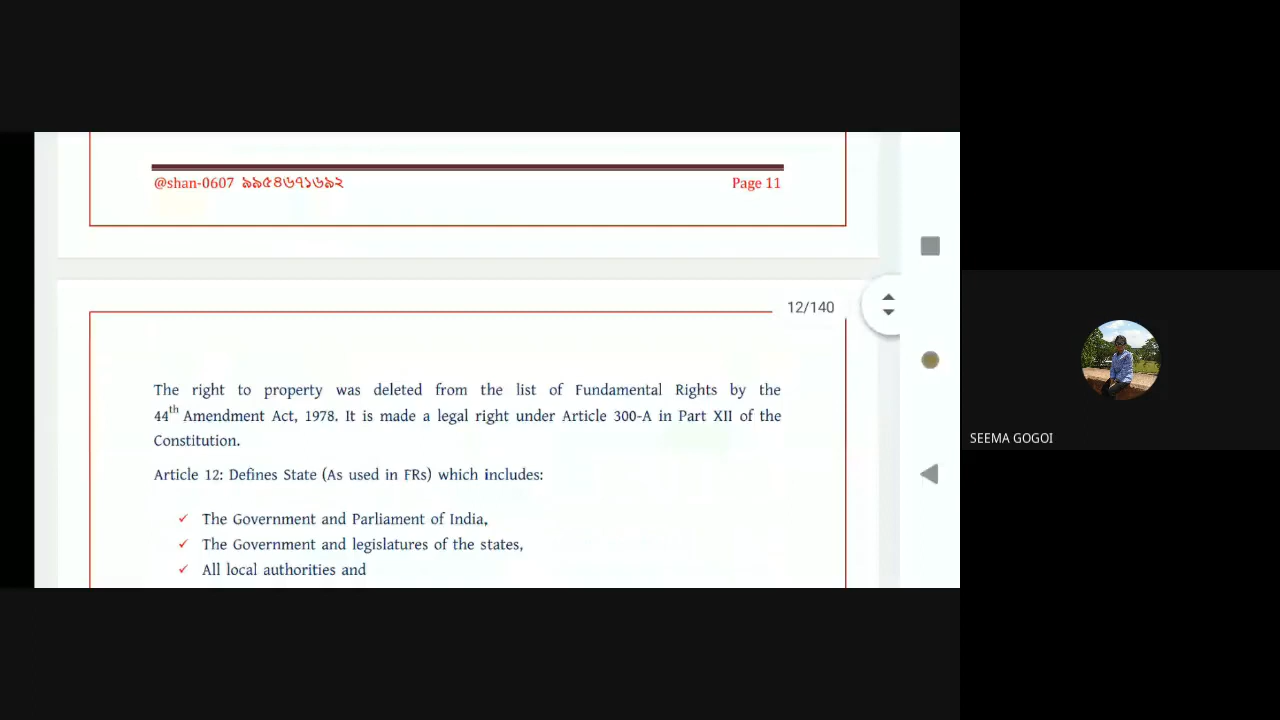 @shan-0607 ৯৯৫৪৬৭১৬৯২ Page 11
12/140
The right to property was deleted from the list of Fundamental Rights by the
44th Amendment Act, 1978. It is made a legal right under Article 300-A in Part XII of the
Constitution.
Article 12: Defines State (As used in FRs) which includes:
✓ The Government and Parliament of India,
✓ The Government and legislatures of the states,
✓ All local authorities and
SEEMA GOGOI